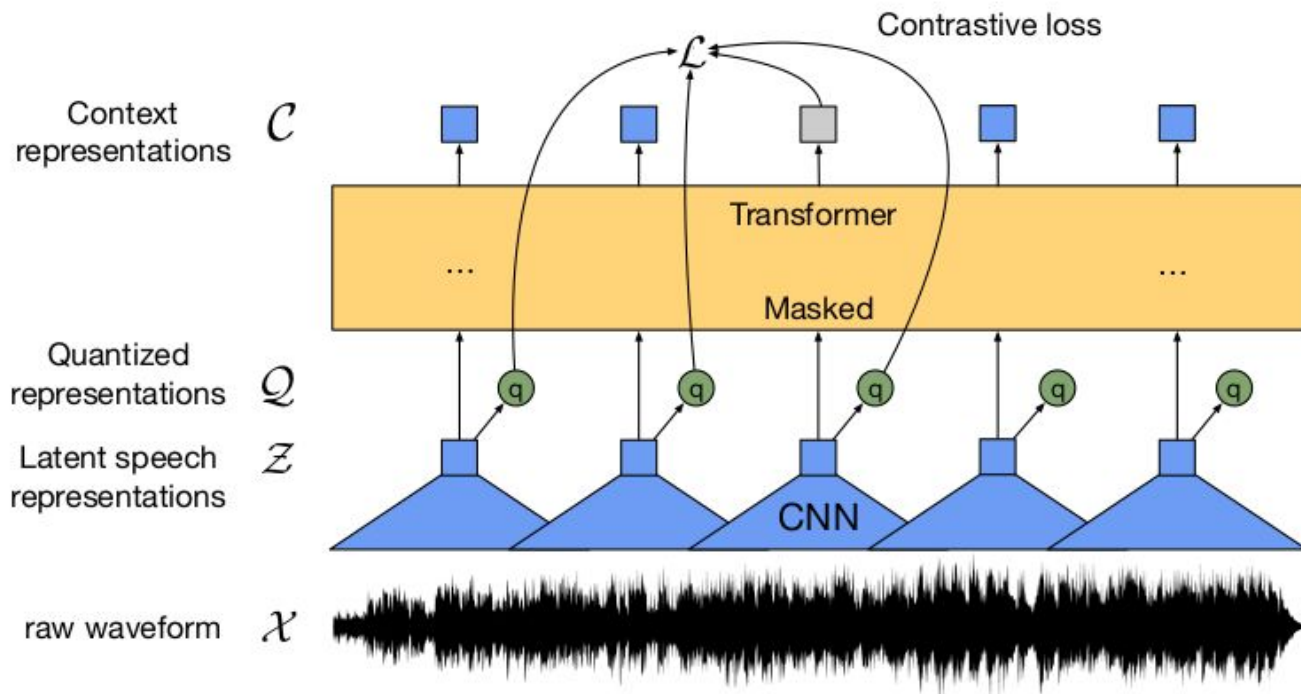 Contrastive loss
ℒ
Context
representations 𝒞
Transformer
... ...
Masked
Quantized
representations 𝒬
q q q q q
Latent speech
representations 𝒵
CNN
raw waveform 𝒳